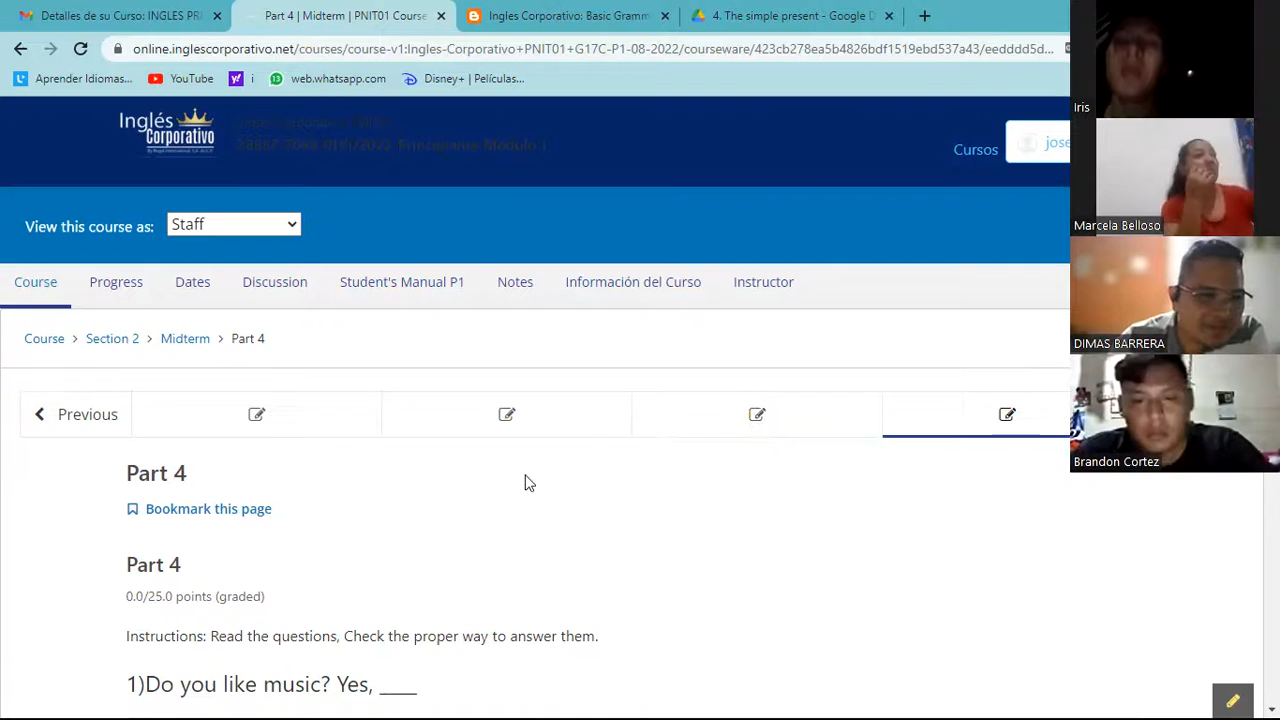 Detalles de su Curso: INGLES PRI
Part 4 | Midterm | PNIT01 Course
Ingles Corporativo: Basic Gramm
4. The simple present - Google D
online.inglescorporativo.net/courses/course-v1:Ingles-Corporativo+PNIT01+G17C-P1-08-2022/courseware/423cb278ea5b4826bdf1519ebd537a43/eedddd5d...
Aprender Idiomas...
YouTube
i
web.whatsapp.com
Disney+ | Películas,...
Inglés
Corporativo
Principiante Modulo 1
Cursos
jose
View this course as:
Staff
Course
Progress
Dates
Discussion
Student's Manual P1
Notes
Información del Curso
Instructor
Course > Section 2 > Midterm > Part 4
Previous
Part 4
Bookmark this page
Part 4
0.0/25.0 points (graded)
Instructions: Read the questions, Check the proper way to answer them.
1)Do you like music? Yes, ____
Iris
Marcela Belloso
DIMAS BARRERA
Brandon Cortez